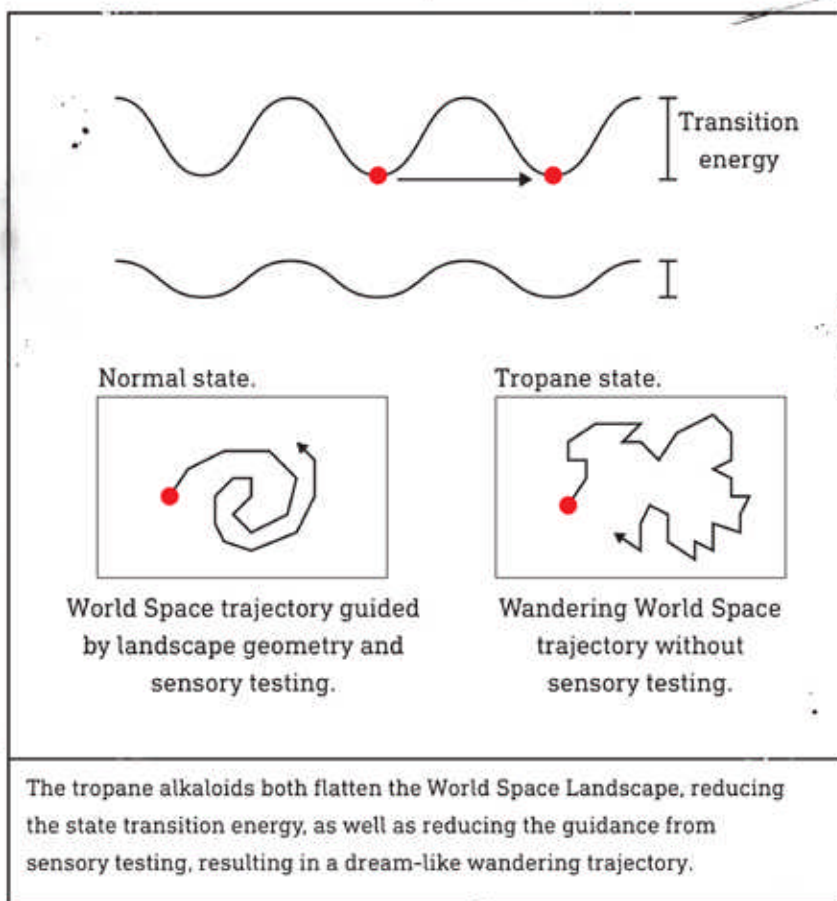 Transition
energy
Normal state.
Tropane state.
World Space trajectory guided
by landscape geometry and
sensory testing.
Wandering World Space
trajectory without
sensory testing.
The tropane alkaloids both flatten the World Space Landscape, reducing
the state transition energy, as well as reducing the guidance from
sensory testing, resulting in a dream-like wandering trajectory.